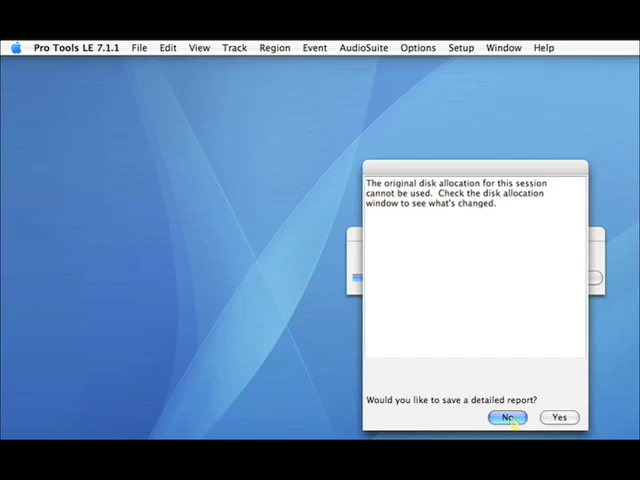 Pro Tools LE 7.1.1 File Edit View Track Region Event AudioSuite Options Setup Window Help
The original disk allocation for this session
cannot be used. Check the disk allocation
window to see what's changed.
Would you like to save a detailed report?
No Yes